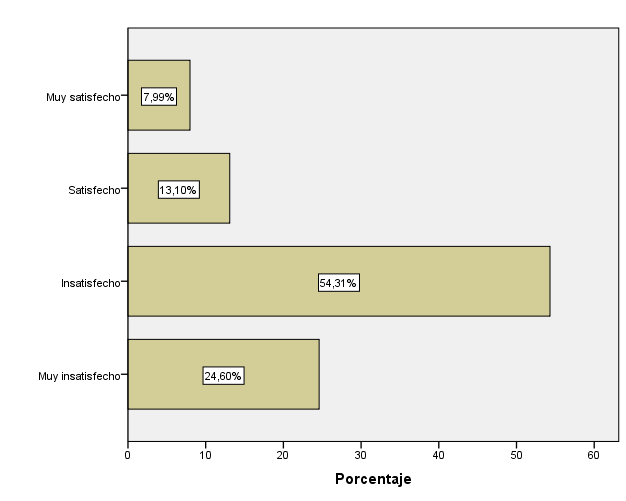 Muy satisfecho
7,99%
Satisfecho
13,10%
Insatisfecho
54,31%
Muy insatisfecho
24,60%
0 10 20 30 40 50 60
Porcentaje